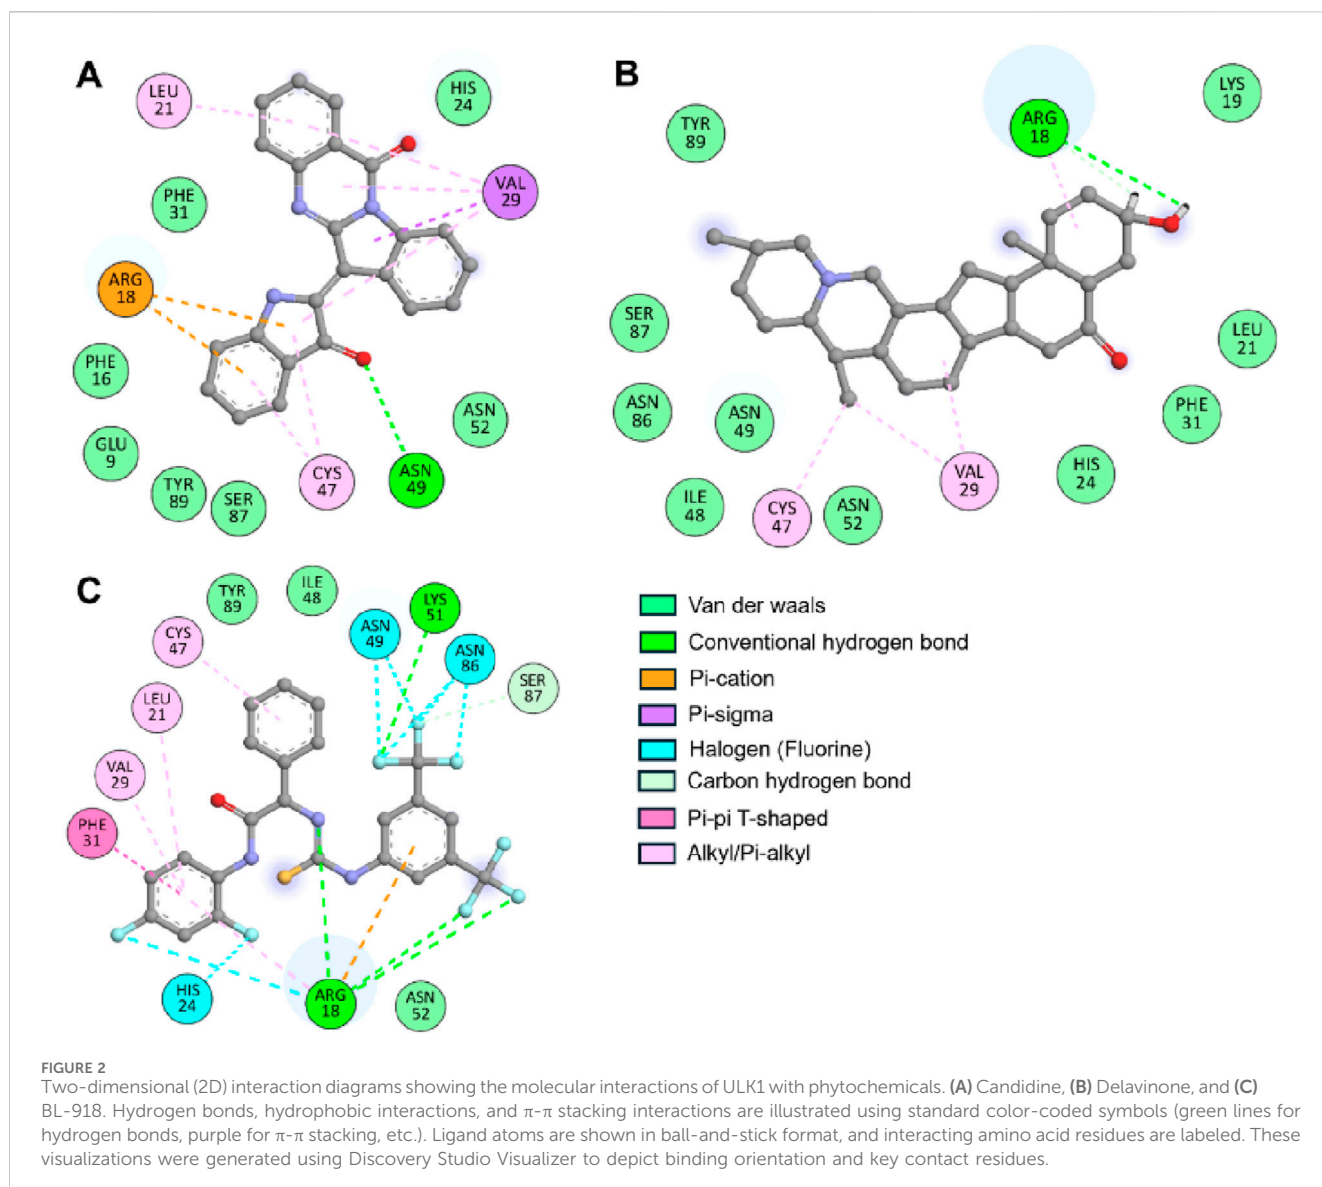 A
LEU
21
HIS
24
VAL
29
PHE
31
ARG
18
PHE
16
GLU
9
TYR
89
SER
87
CYS
47
ASN
49
ASN
52
B
TYR
89
ARG
18
LYS
19
SER
87
ASN
86
ASN
49
ILE
48
CYS
47
ASN
52
VAL
29
HIS
24
PHE
31
LEU
21
C
TYR
89
ILE
48
LYS
51
ASN
49
ASN
86
SER
87
CYS
47
LEU
21
VAL
29
PHE
31
HIS
24
ARG
18
ASN
52
Van der waals
Conventional hydrogen bond
Pi-cation
Pi-sigma
Halogen (Fluorine)
Carbon hydrogen bond
Pi-pi T-shaped
Alkyl/Pi-alkyl
FIGURE 2
Two-dimensional (2D) interaction diagrams showing the molecular interactions of ULK1 with phytochemicals. (A) Candidine, (B) Delavinone, and (C)
BL-918. Hydrogen bonds, hydrophobic interactions, and π-π stacking interactions are illustrated using standard color-coded symbols (green lines for
hydrogen bonds, purple for π-π stacking, etc.). Ligand atoms are shown in ball-and-stick format, and interacting amino acid residues are labeled. These
visualizations were generated using Discovery Studio Visualizer to depict binding orientation and key contact residues.